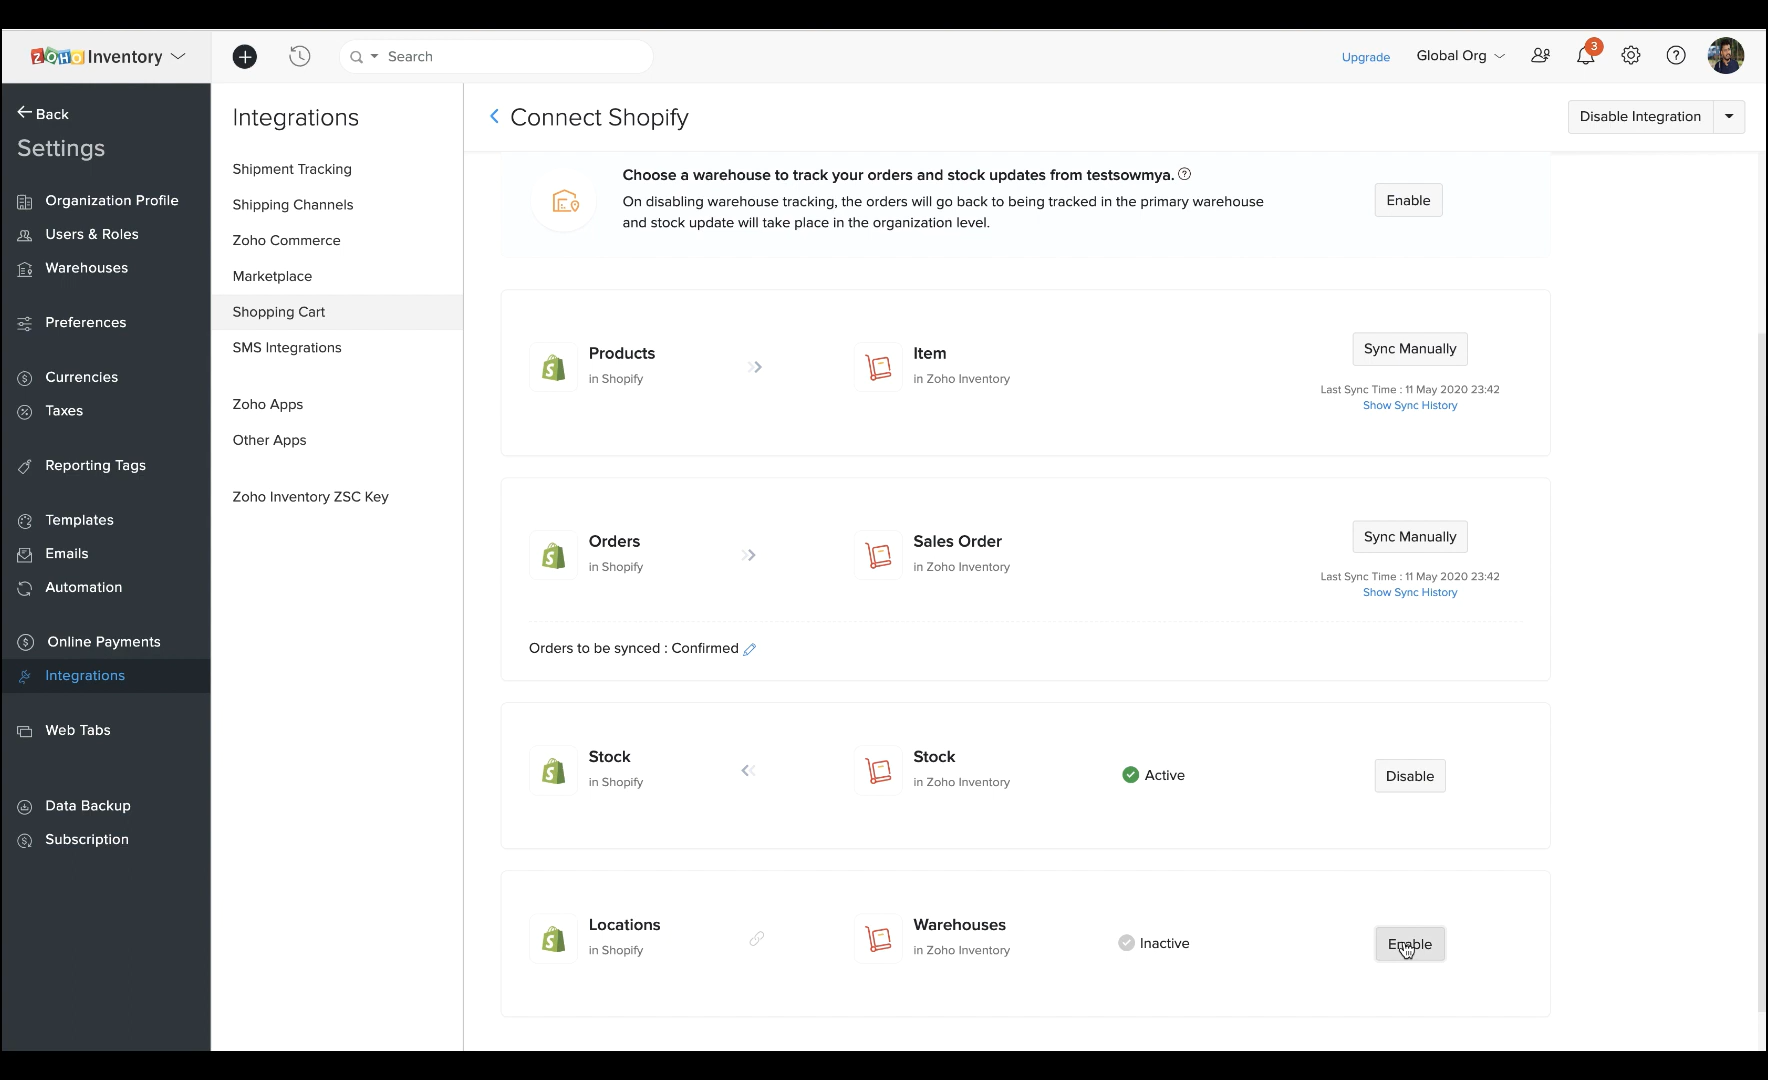 ZOHO Inventory
Search
Upgrade
Global Org
3
Back
Settings
Organization Profile
Users & Roles
Warehouses
Preferences
Currencies
Taxes
Reporting Tags
Templates
Emails
Automation
Online Payments
Integrations
Web Tabs
Data Backup
Subscription
Integrations
Shipment Tracking
Shipping Channels
Zoho Commerce
Marketplace
Shopping Cart
SMS Integrations
Zoho Apps
Other Apps
Zoho Inventory ZSC Key
Connect Shopify
Disable Integration
Choose a warehouse to track your orders and stock updates from testsowmya.
On disabling warehouse tracking, the orders will go back to being tracked in the primary warehouse
and stock update will take place in the organization level.
Enable
Products
in Shopify
Item
in Zoho Inventory
Sync Manually
Last Sync Time : 11 May 2020 23:42
Show Sync History
Orders
in Shopify
Sales Order
in Zoho Inventory
Sync Manually
Last Sync Time : 11 May 2020 23:42
Show Sync History
Orders to be synced : Confirmed
Stock
in Shopify
Stock
in Zoho Inventory
Active
Disable
Locations
in Shopify
Warehouses
in Zoho Inventory
Inactive
Enable